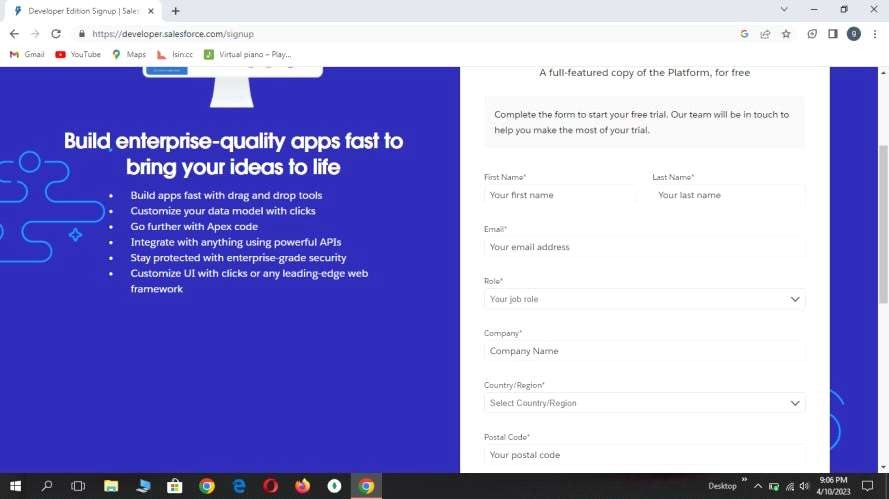 Developer Edition Signup | Sales
https://developer.salesforce.com/signup
g
Gmail
YouTube
Maps
lsin:cc
Virtual piano – Play...
A full-featured copy of the Platform, for free
Complete the form to start your free trial. Our team will be in touch to
help you make the most of your trial.
Build enterprise-quality apps fast to
bring your ideas to life
• Build apps fast with drag and drop tools
• Customize your data model with clicks
• Go further with Apex code
• Integrate with anything using powerful APIs
• Stay protected with enterprise-grade security
• Customize UI with clicks or any leading-edge web
framework
First Name*
Last Name*
Your first name
Your last name
Email*
Your email address
Role*
Your job role
Company*
Company Name
Country/Region*
Select Country/Region
Postal Code*
Your postal code
Desktop
9:06 PM
4/10/2023